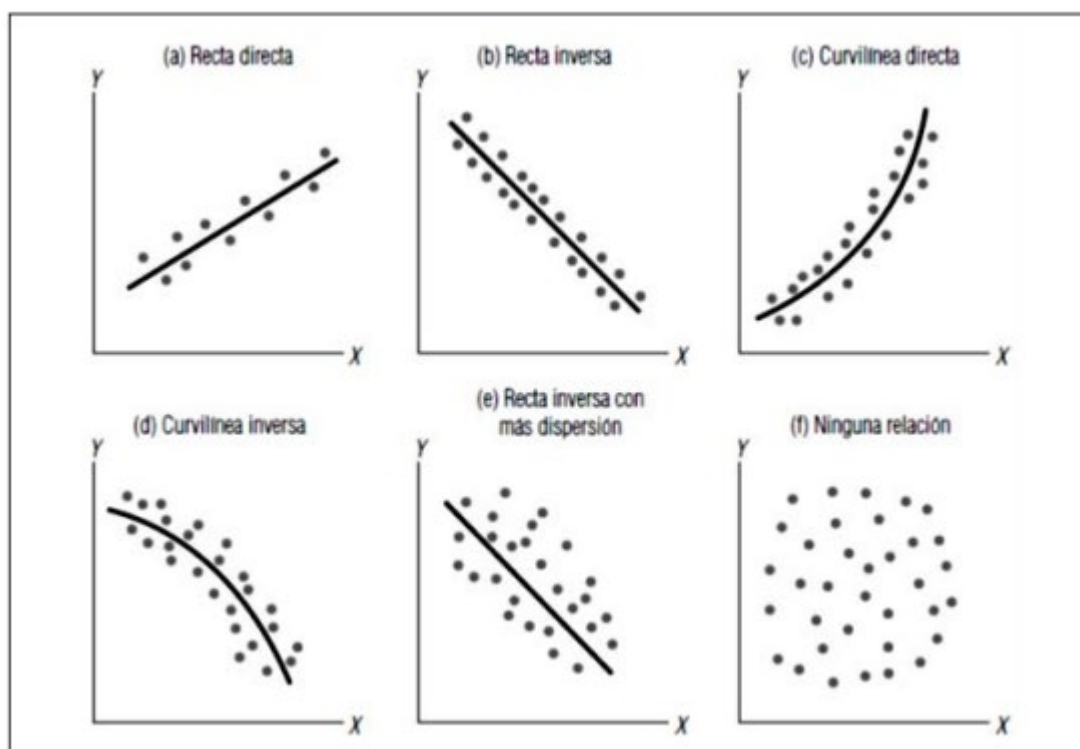 (a) Recta directa
(b) Recta inversa
(c) Curvilínea directa
Y
Y
Y
X
X
X
(d) Curvilínea inversa
(e) Recta inversa con
más dispersión
(f) Ninguna relación
Y
Y
Y
X
X
X